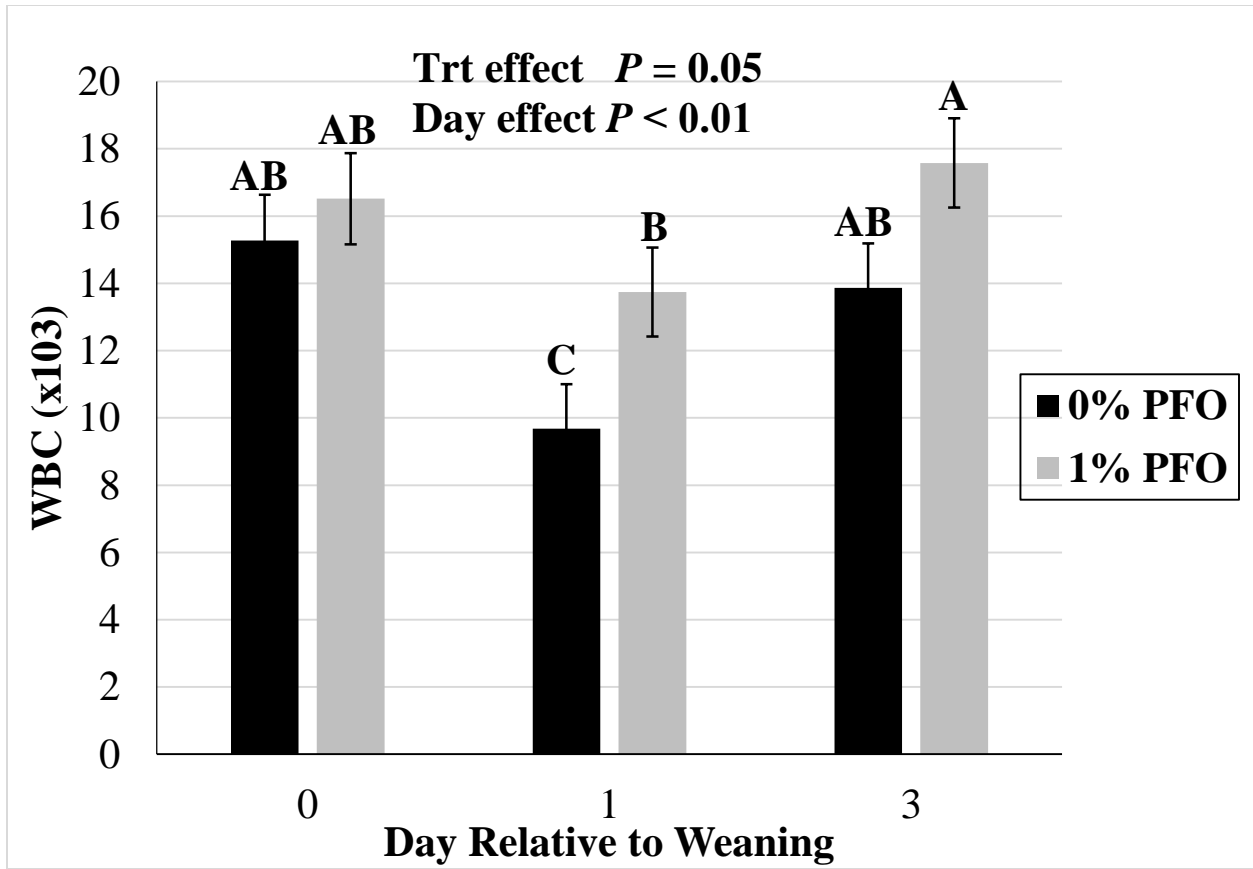 Trt effect P = 0.05
Day effect P < 0.01
20
18
16
14
12
10
8
6
4
2
0
WBC (x103)
AB
AB
C
B
AB
A
0% PFO
1% PFO
0 1 3
Day Relative to Weaning